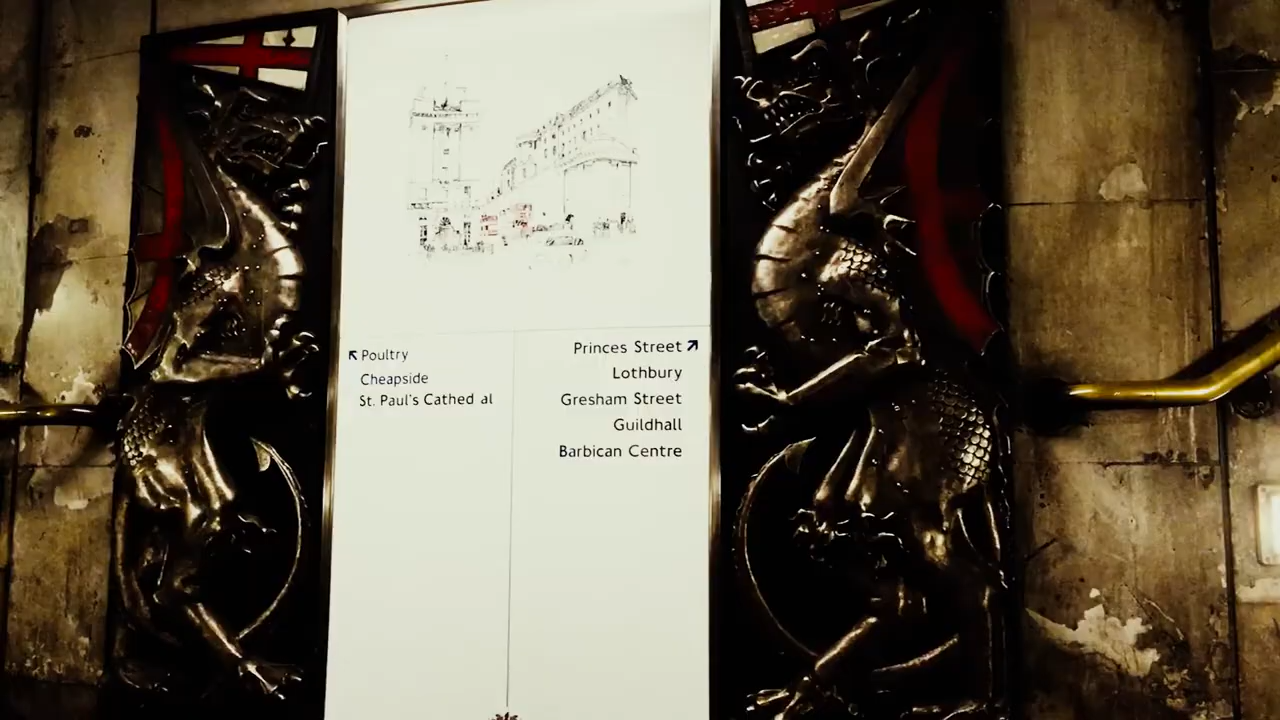 Poultry
Cheapside
St. Paul's Cathed al
Princes Street
Lothbury
Gresham Street
Guildhall
Barbican Centre